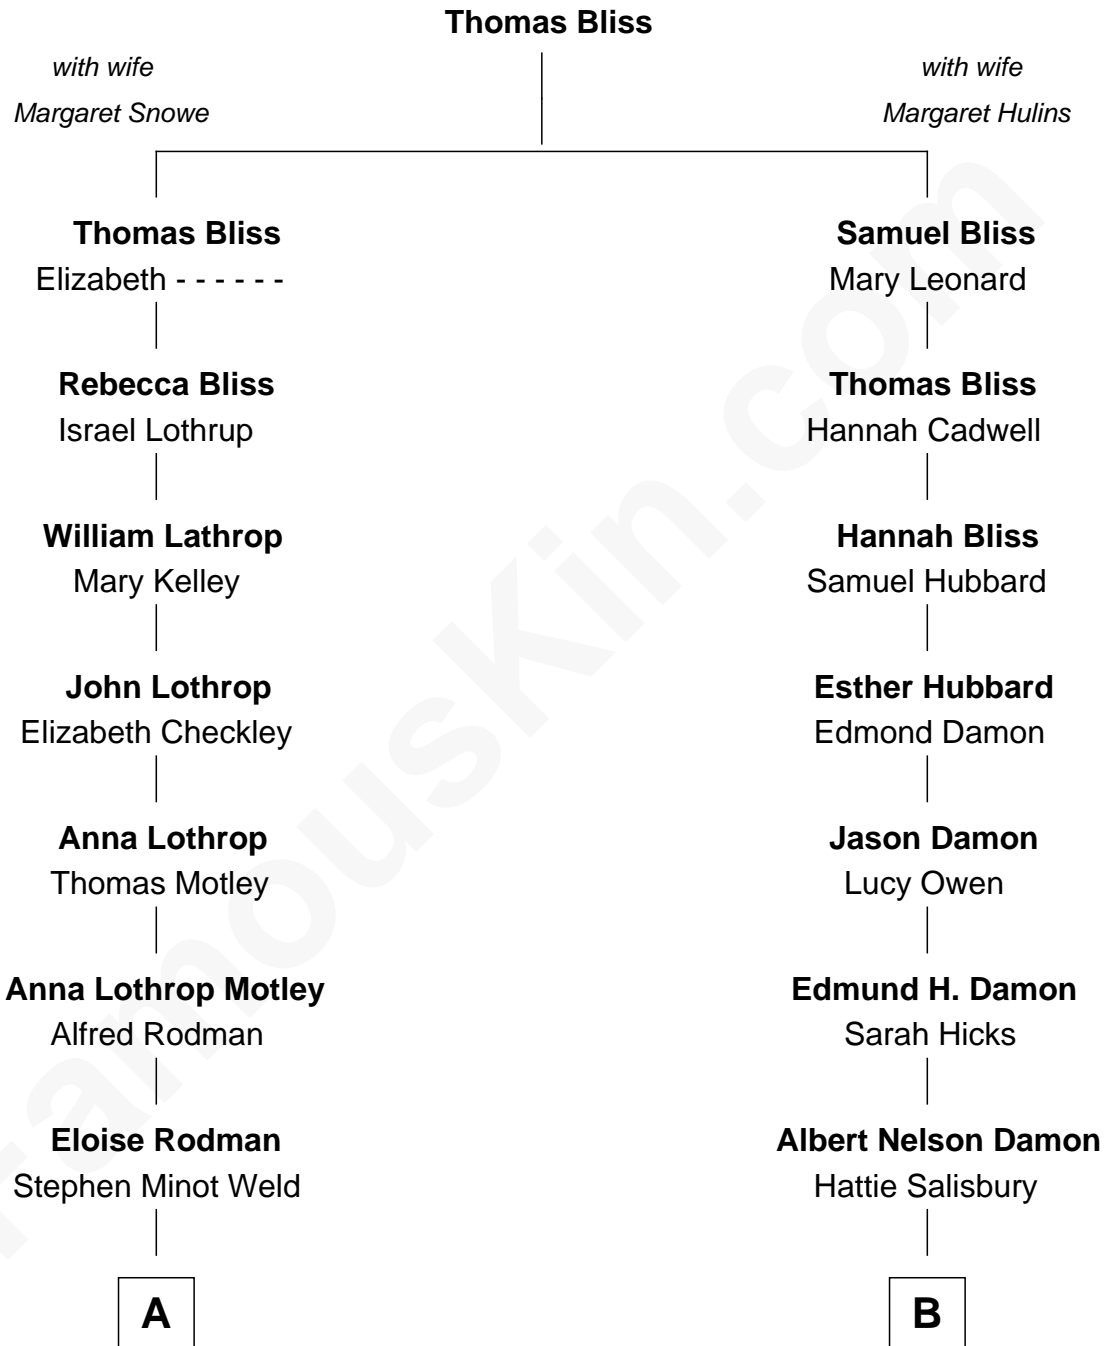 Thomas Bliss
with wife
Margaret Snowe
with wife
Margaret Hulins
Thomas Bliss
Elizabeth - - - - - -
Rebecca Bliss
Israel Lothrup
William Lathrop
Mary Kelley
John Lothrop
Elizabeth Checkley
Anna Lothrop
Thomas Motley
Anna Lothrop Motley
Alfred Rodman
Eloise Rodman
Stephen Minot Weld
A
Samuel Bliss
Mary Leonard
Thomas Bliss
Hannah Cadwell
Hannah Bliss
Samuel Hubbard
Esther Hubbard
Edmond Damon
Jason Damon
Lucy Owen
Edmund H. Damon
Sarah Hicks
Albert Nelson Damon
Hattie Salisbury
B
FamousKin.com